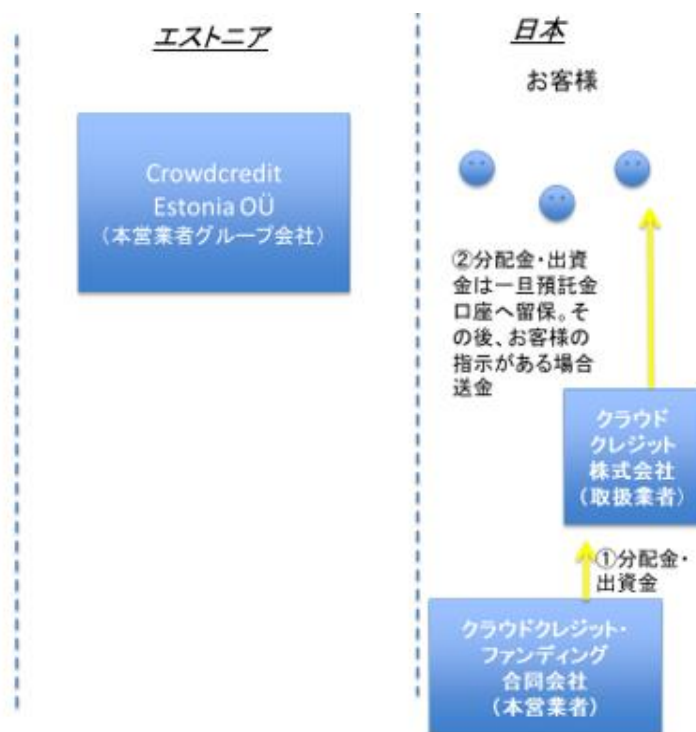 エストニア
日本
お客様
Crowdcredit
Estonia OÜ
（本営業者グループ会社）
②分配金・出資
金は一旦預託金
口座へ留保。そ
の後、お客様の
指示がある場合
送金
クラウド
クレジット
株式会社
（取扱業者）
①分配金・
出資金
クラウドクレジット・
ファンディング
合同会社
（本営業者）